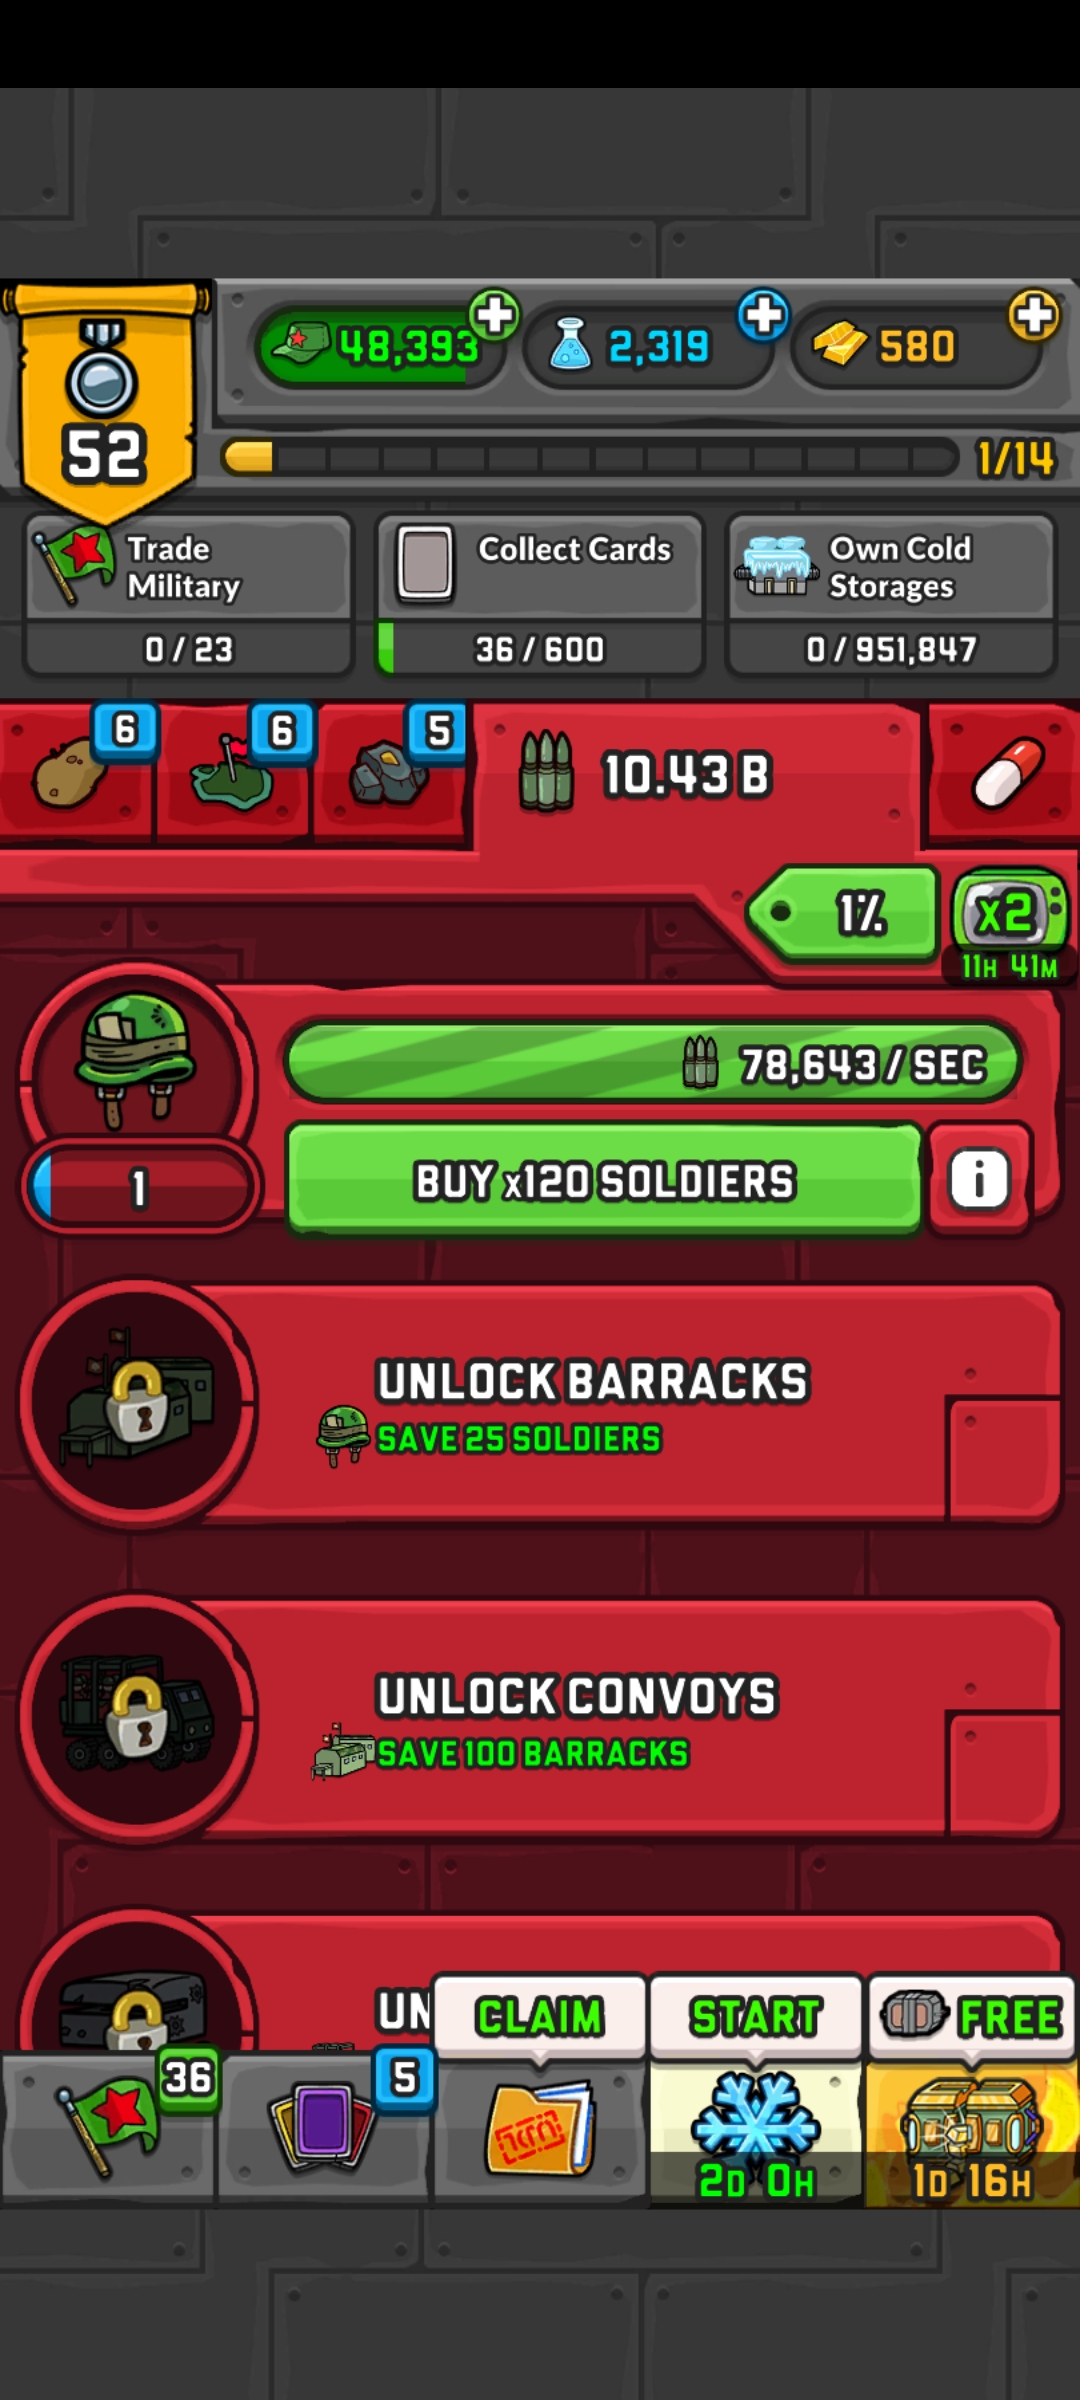 48,393
2,319
580
52
1/14
Trade
Military
0 / 23
Collect Cards
36 / 600
Own Cold
Storages
0 / 951,847
6
6
5
10.43 B
1%
x2
11H 41M
78,643 / SEC
1
BUY x120 SOLDIERS
i
UNLOCK BARRACKS
SAVE 25 SOLDIERS
UNLOCK CONVOYS
SAVE 100 BARRACKS
UN
CLAIM
START
FREE
36
5
2D 0H
1D 16H